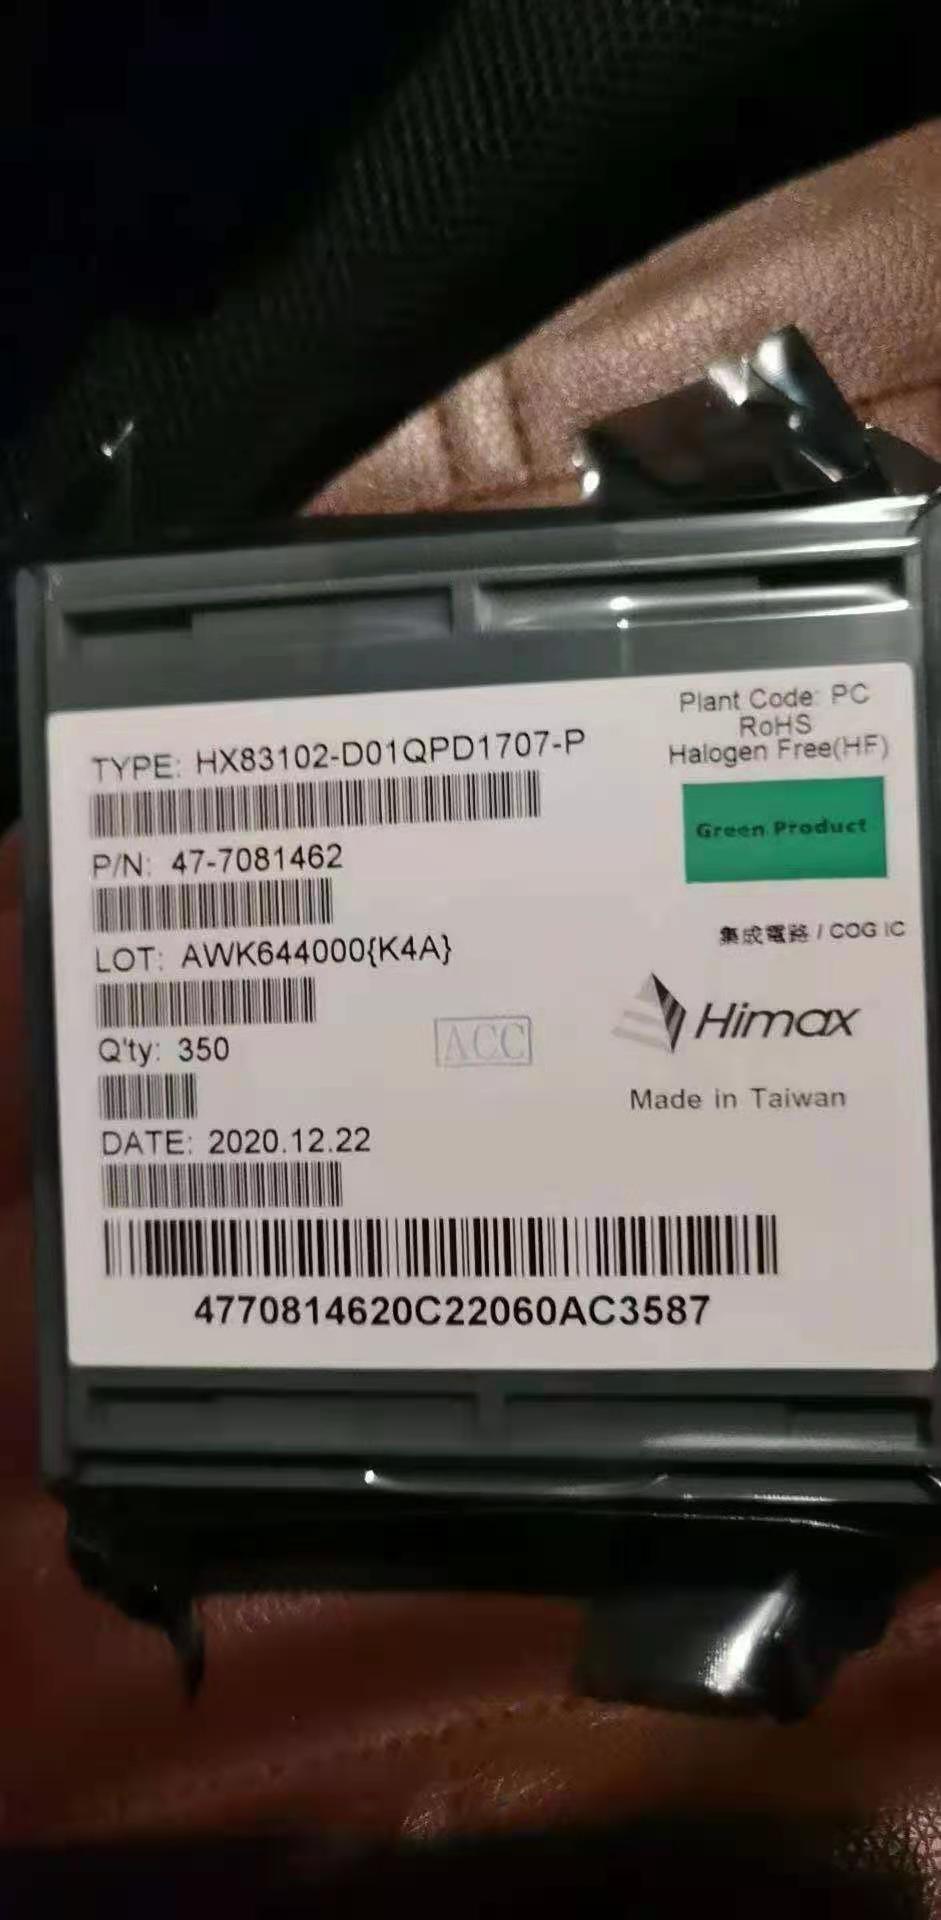 Plant Code: PC
RoHS
Halogen Free(HF)
Green Product
TYPE: HX83102-D01QPD1707-P
P/N: 47-7081462
LOT: AWK644000{K4A}
Q'ty: 350
DATE: 2020.12.22
4770814620C22060AC3587
集成電路 / COG IC
Himax
ACC
Made in Taiwan